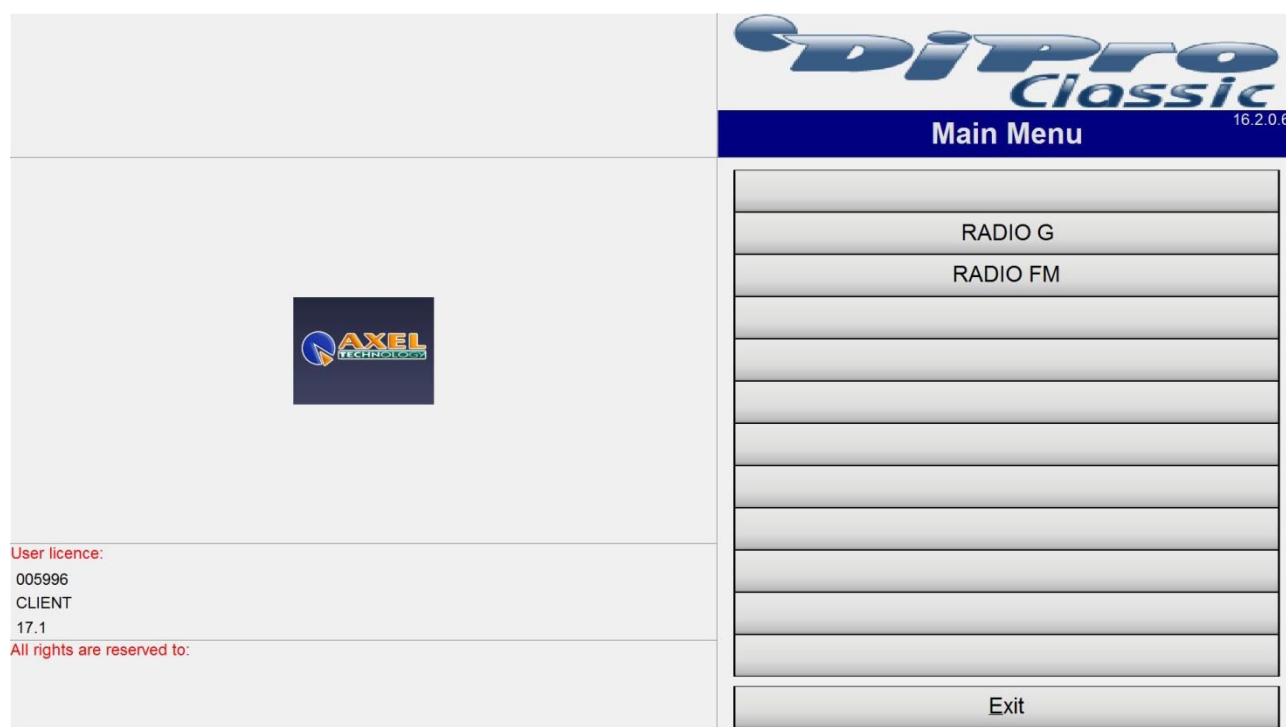 DjPro
Classic
Main Menu
16.2.0.6
RADIO G
RADIO FM
AXEL
TECHNOLOGY
User licence:
005996
CLIENT
17.1
All rights are reserved to:
Exit